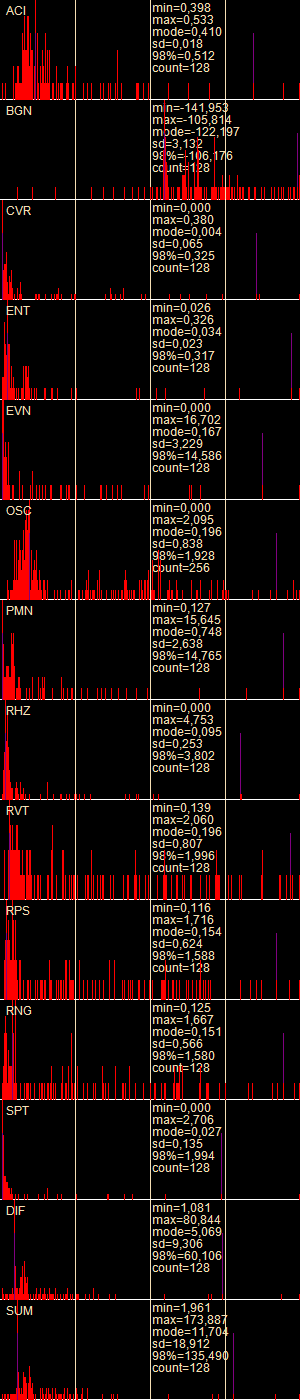 ACI
min=0,398
max=0,533
mode=0,410
sd=0,018
98%=0,512
count=128
BGN
min=-141,953
max=-105,814
mode=-122,197
sd=3,132
98%=-106,176
count=128
CVR
min=0,000
max=0,380
mode=0,004
sd=0,065
98%=0,325
count=128
ENT
min=0,026
max=0,326
mode=0,034
sd=0,023
98%=0,317
count=128
EVN
min=0,000
max=16,702
mode=0,167
sd=3,229
98%=14,586
count=128
OSC
min=0,000
max=2,095
mode=0,196
sd=0,838
98%=1,928
count=256
PMN
min=0,127
max=15,645
mode=0,748
sd=2,638
98%=14,765
count=128
RHZ
min=0,000
max=4,753
mode=0,095
sd=0,253
98%=3,802
count=128
RVT
min=0,139
max=2,060
mode=0,196
sd=0,807
98%=1,996
count=128
RPS
min=0,116
max=1,716
mode=0,154
sd=0,624
98%=1,588
count=128
RNG
min=0,125
max=1,667
mode=0,151
sd=0,566
98%=1,580
count=128
SPT
min=0,000
max=2,706
mode=0,027
sd=0,135
98%=1,994
count=128
DIF
min=1,081
max=80,844
mode=5,069
sd=9,306
98%=60,106
count=128
SUM
min=1,961
max=173,887
mode=11,704
sd=18,912
98%=135,490
count=128